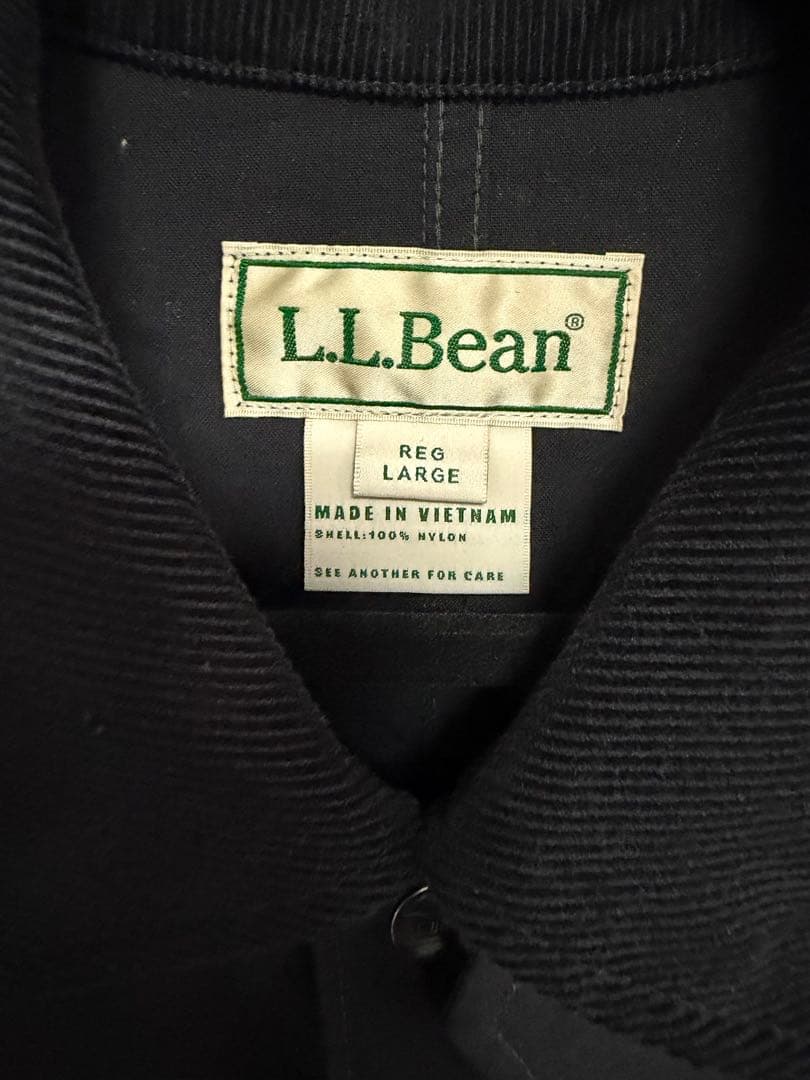 L.L.Bean®
REG
LARGE
MADE IN VIETNAM
SHELL:100% NYLON
SEE ANOTHER FOR CARE